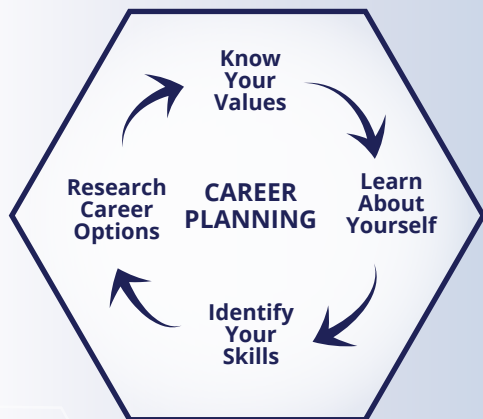 Know
Your
Values
Learn
About
Yourself
Identify
Your
Skills
Research
Career
Options
CAREER
PLANNING